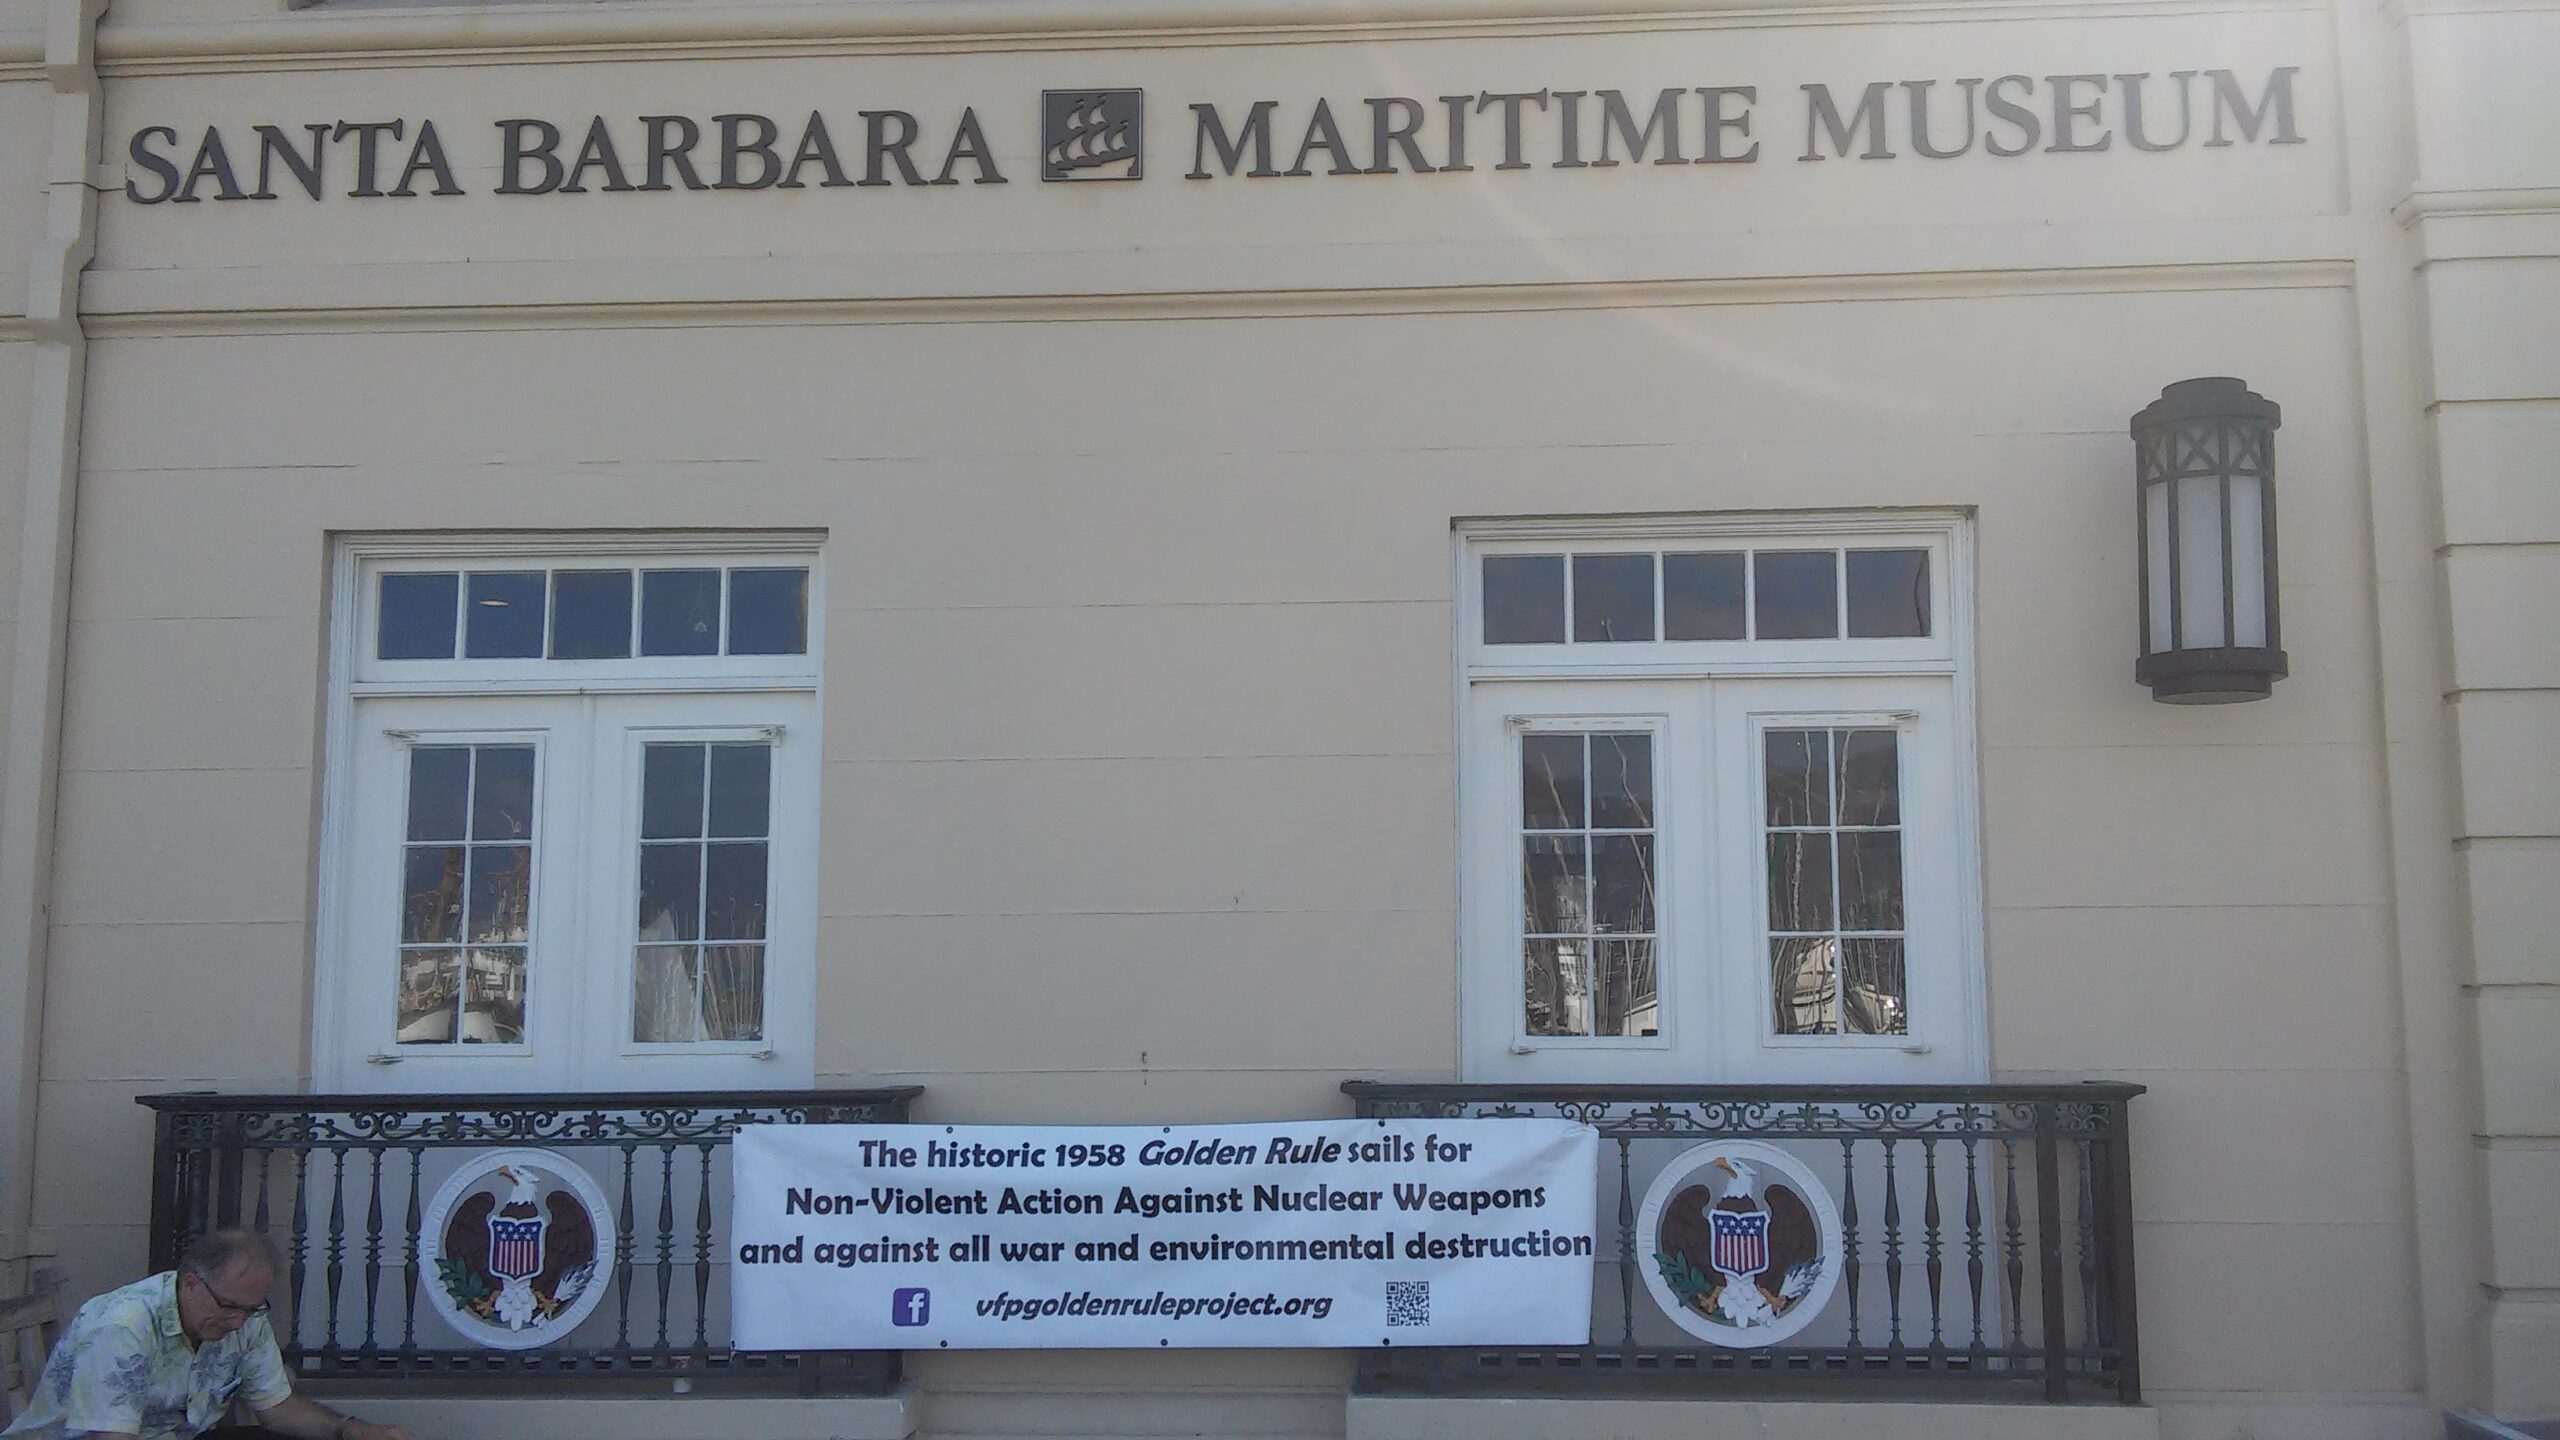 SANTA BARBARA MARITIME MUSEUM
The historic 1958 Golden Rule sails for
Non-Violent Action Against Nuclear Weapons
and against all war and environmental destruction
f vfpgoldenruleproject.org